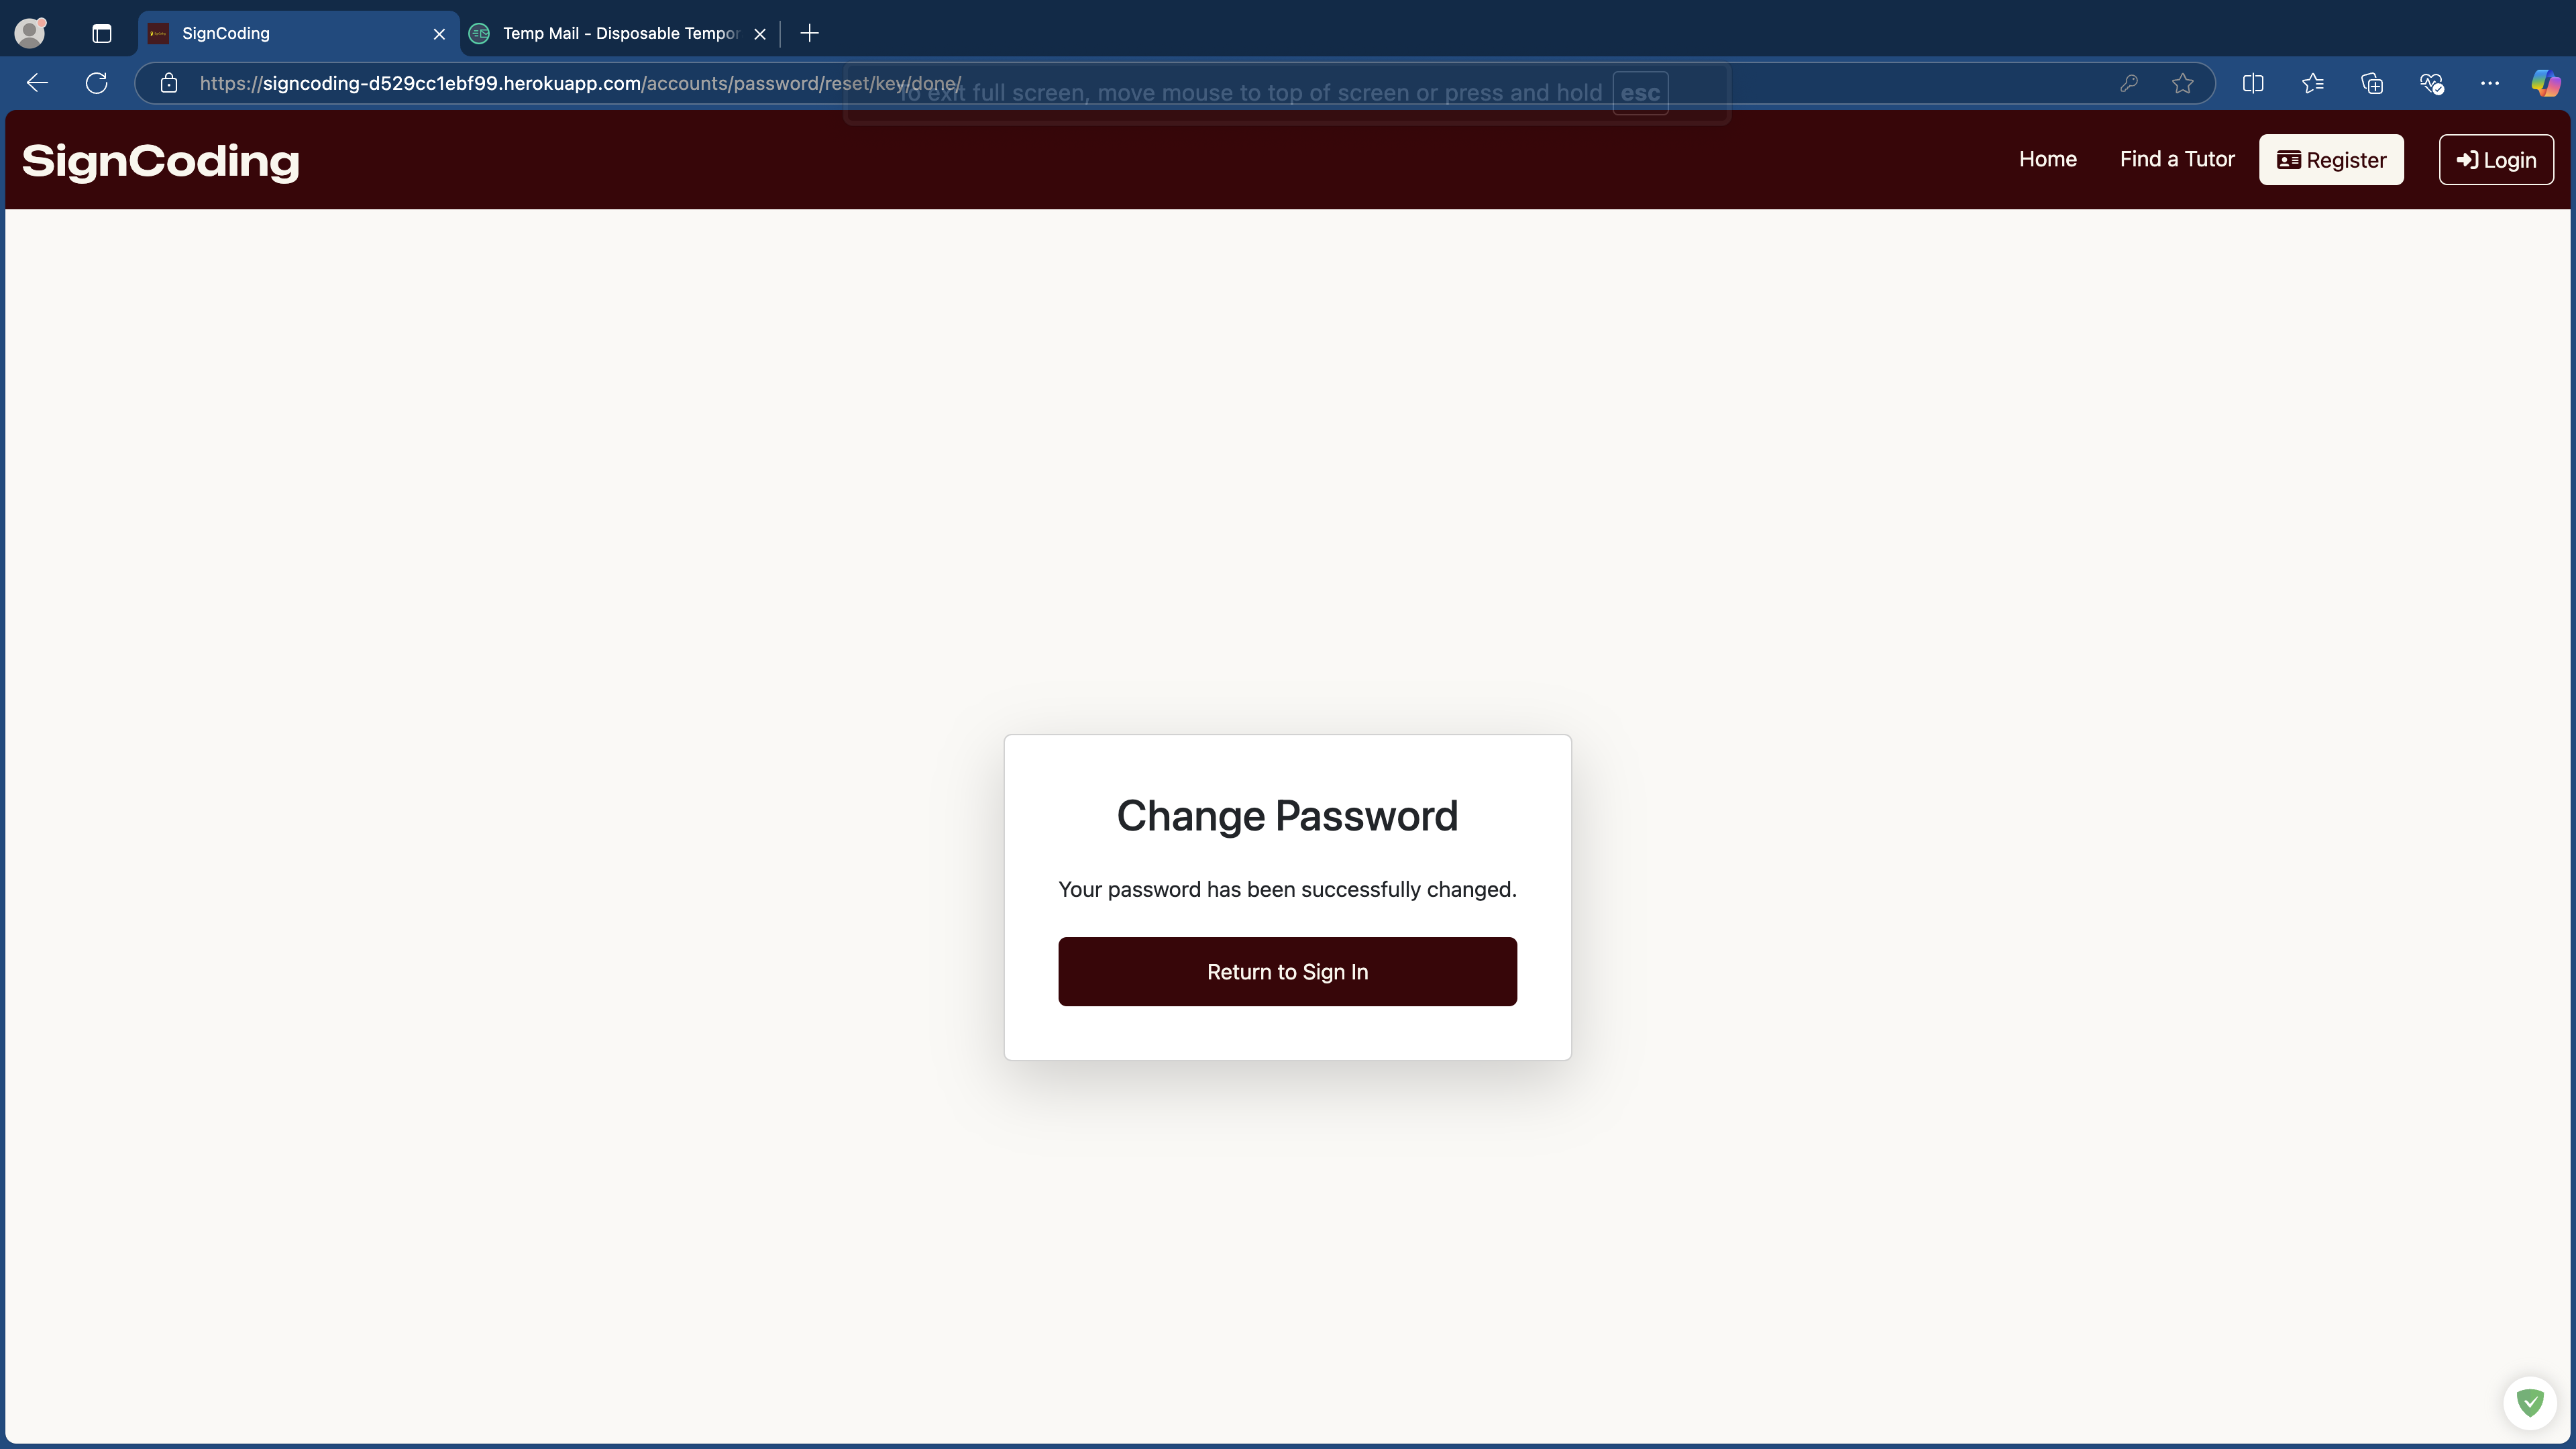 SignCoding
Temp Mail - Disposable Tempor
https://signcoding-d529cc1ebf99.herokuapp.com/accounts/password/reset/key/done/
To exit full screen, move mouse to top of screen or press and hold esc
SignCoding
Home
Find a Tutor
Register
Login
Change Password
Your password has been successfully changed.
Return to Sign In